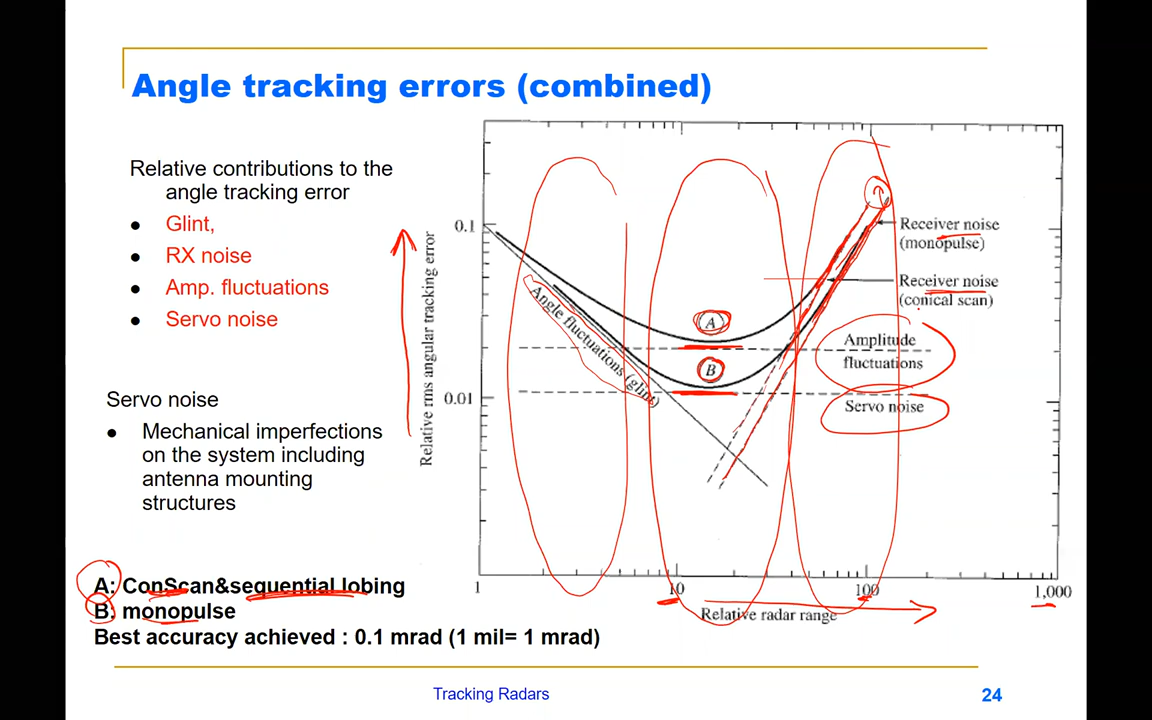 Angle tracking errors (combined)
Relative contributions to the
angle tracking error
● Glint,
● RX noise
● Amp. fluctuations
● Servo noise
Servo noise
● Mechanical imperfections
on the system including
antenna mounting
structures
A: ConScan&sequential lobing
B: monopulse
Best accuracy achieved : 0.1 mrad (1 mil= 1 mrad)
Relative rms angular tracking error
0.1
0.01
Angle fluctuations (glint)
A
B
Receiver noise
(monopulse)
Receiver noise
(conical scan)
Amplitude
fluctuations
Servo noise
1
10
100
1,000
Relative radar range
Tracking Radars
24